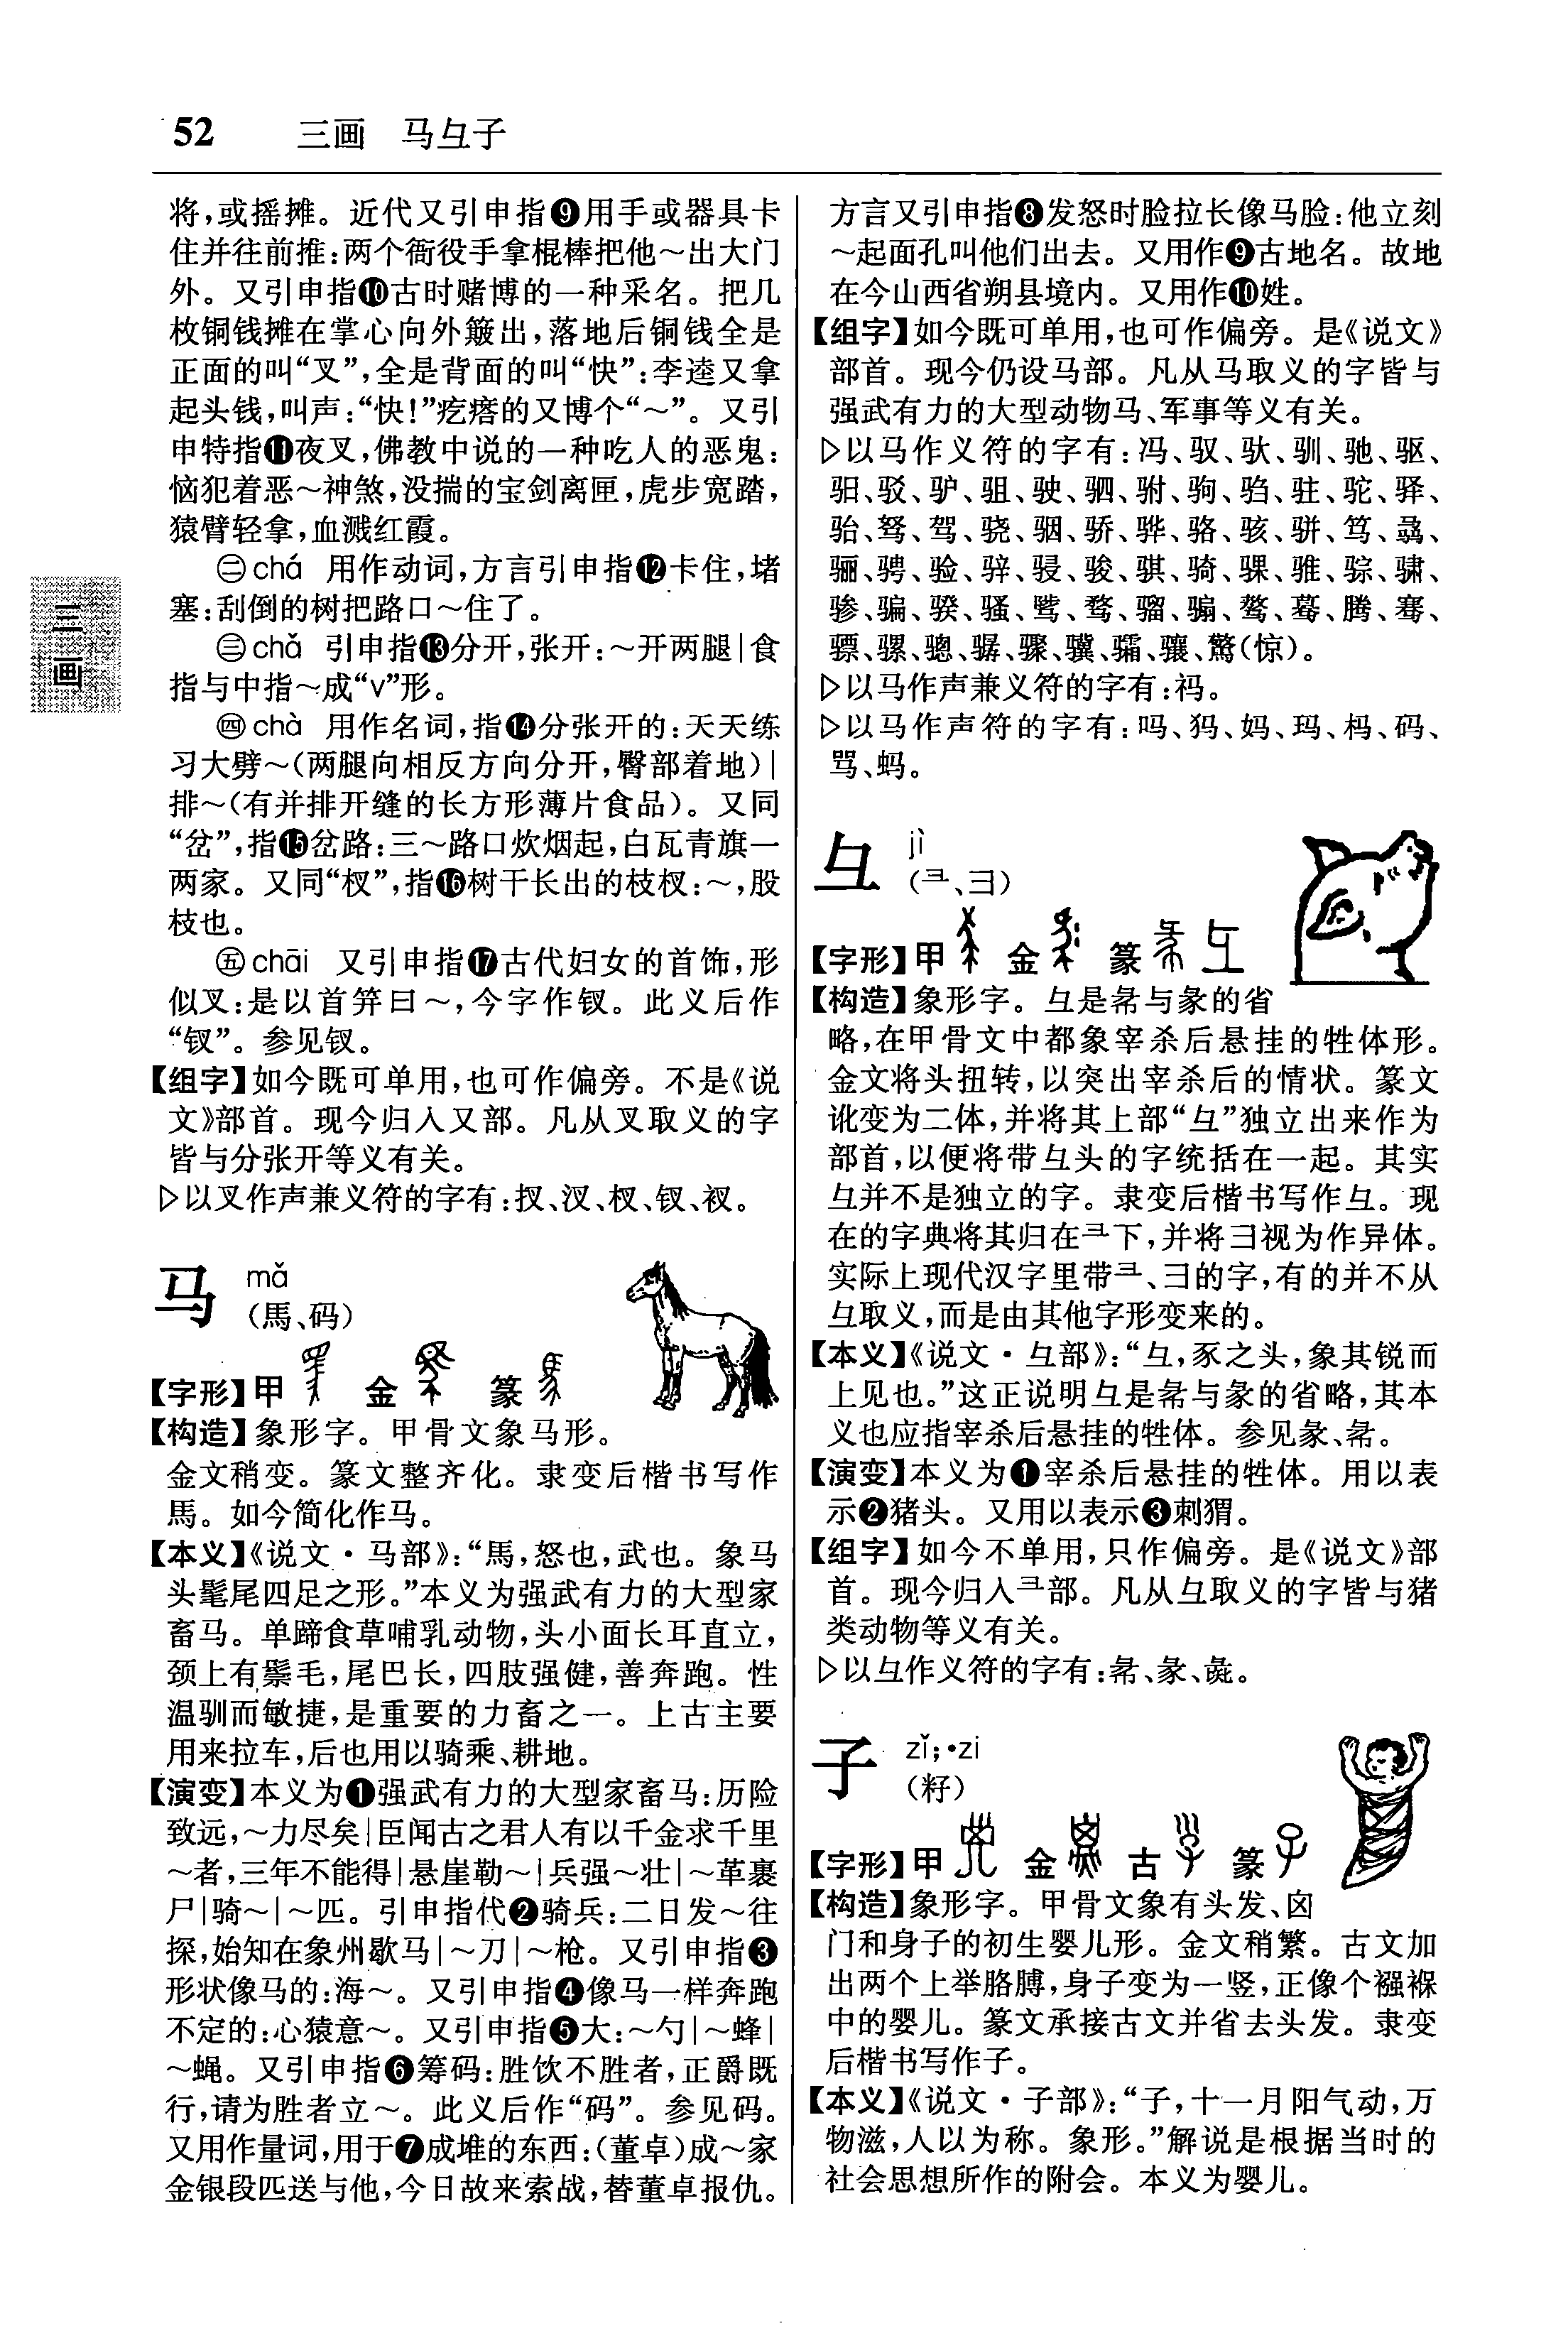 52 三画 马彑子
将,或摇摊。近代又引申指❾用手或器具卡
住并往前推:两个衙役手拿棍棒把他～出大门
外。又引申指❿古时赌博的一种采名。把几
枚铜钱摊在掌心向外簸出,落地后铜钱全是
正面的叫“叉”,全是背面的叫“快”:李逵又拿
起头钱,叫声:“快!”疙瘩的又博个“～”。又引
申特指⓫夜叉,佛教中说的一种吃人的恶鬼:
恼犯着恶～神煞,没揣的宝剑离匣,虎步宽踏,
猿臂轻拿,血溅红霞。
㊁chá 用作动词,方言引申指⓬卡住,堵
塞:刮倒的树把路口～住了。
㊂chǎ 引申指⓭分开,张开:～开两腿|食
指与中指～成“v”形。
㊃chà 用作名词,指⓮分张开的:天天练
习大劈～(两腿向相反方向分开,臀部着地)|
排～(有并排开缝的长方形薄片食品)。又同
“岔”,指⓯岔路:三～路口炊烟起,白瓦青旗一
两家。又同“杈”,指⓰树干长出的枝杈:～,股
枝也。
㊄chāi 又引申指⓱古代妇女的首饰,形
似叉:是以首笄曰～,今字作钗。此义后作
“钗”。参见钗。
【组字】如今既可单用,也可作偏旁。不是《说
文》部首。现今归入又部。凡从叉取义的字
皆与分张开等义有关。
▷以叉作声兼义符的字有:扠、汊、杈、钗、衩。
马 mǎ
(馬、码)
【字形】甲 金 篆
【构造】象形字。甲骨文象马形。
金文稍变。篆文整齐化。隶变后楷书写作
馬。如今简化作马。
【本义】《说文·马部》:“馬,怒也,武也。象马
头髦尾四足之形。”本义为强武有力的大型家
畜马。单蹄食草哺乳动物,头小面长耳直立,
颈上有鬃毛,尾巴长,四肢强健,善奔跑。性
温驯而敏捷,是重要的力畜之一。上古主要
用来拉车,后也用以骑乘、耕地。
【演变】本义为❶强武有力的大型家畜马:历险
致远,～力尽矣|臣闻古之君人有以千金求千里
～者,三年不能得|悬崖勒～|兵强～壮|～革裹
尸|骑～|～匹。引申指代❷骑兵:二日发～往
探,始知在象州歇马|～刀|～枪。又引申指❸
形状像马的:海～。又引申指❹像马一样奔跑
不定的:心猿意～。又引申指❺大:～勺|～蜂|
～蝇。又引申指❻筹码:胜饮不胜者,正爵既
行,请为胜者立～。此义后作“码”。参见码。
又用作量词,用于❼成堆的东西:(董卓)成～家
金银段匹送与他,今日故来索战,替董卓报仇。
方言又引申指❽发怒时脸拉长像马脸:他立刻
～起面孔叫他们出去。又用作❾古地名。故地
在今山西省朔县境内。又用作❿姓。
【组字】如今既可单用,也可作偏旁。是《说文》
部首。现今仍设马部。凡从马取义的字皆与
强武有力的大型动物马、军事等义有关。
▷以马作义符的字有:冯、驭、驮、驯、驰、驱、
驲、驳、驴、驵、驶、驷、驸、驹、驺、驻、驼、驿、
骀、驽、驾、骁、骃、骄、骅、骆、骇、骈、笃、骉、
骊、骋、验、骍、骎、骏、骐、骑、骒、骓、骔、骕、
骖、骗、骙、骚、骘、骛、骝、骟、骜、蓦、腾、骞、
骠、骡、骢、骣、骤、骥、骦、骧、驚(惊)。
▷以马作声兼义符的字有:祃。
▷以马作声符的字有:吗、犸、妈、玛、杩、码、
骂、蚂。
彑 jì
(彐、彐)
【字形】甲 金 篆
【构造】象形字。彑是㣇与彖的省
略,在甲骨文中都象宰杀后悬挂的牲体形。
金文将头扭转,以突出宰杀后的情状。篆文
讹变为二体,并将其上部“彑”独立出来作为
部首,以便将带彑头的字统括在一起。其实
彑并不是独立的字。隶变后楷书写作彑。现
在的字典将其归在彐下,并将彐视为作异体。
实际上现代汉字里带彐、彐的字,有的并不从
彑取义,而是由其他字形变来的。
【本义】《说文·彑部》:“彑,豕之头,象其锐而
上见也。”这正说明彑是㣇与彖的省略,其本
义也应指宰杀后悬挂的牲体。参见彖、㣇。
【演变】本义为❶宰杀后悬挂的牲体。用以表
示❷猪头。又用以表示❸刺猬。
【组字】如今不单用,只作偏旁。是《说文》部
首。现今归入彐部。凡从彑取义的字皆与猪
类动物等义有关。
▷以彑作义符的字有:㣇、彖、彘。
子 zǐ;•zi
(籽)
【字形】甲 金 古 篆
【构造】象形字。甲骨文象有头发、囟
门和身子的初生婴儿形。金文稍繁。古文加
出两个上举胳膊,身子变为一竖,正像个襁褓
中的婴儿。篆文承接古文并省去头发。隶变
后楷书写作子。
【本义】《说文·子部》:“子,十一月阳气动,万
物滋,人以为称。象形。”解说是根据当时的
社会思想所作的附会。本义为婴儿。
三画